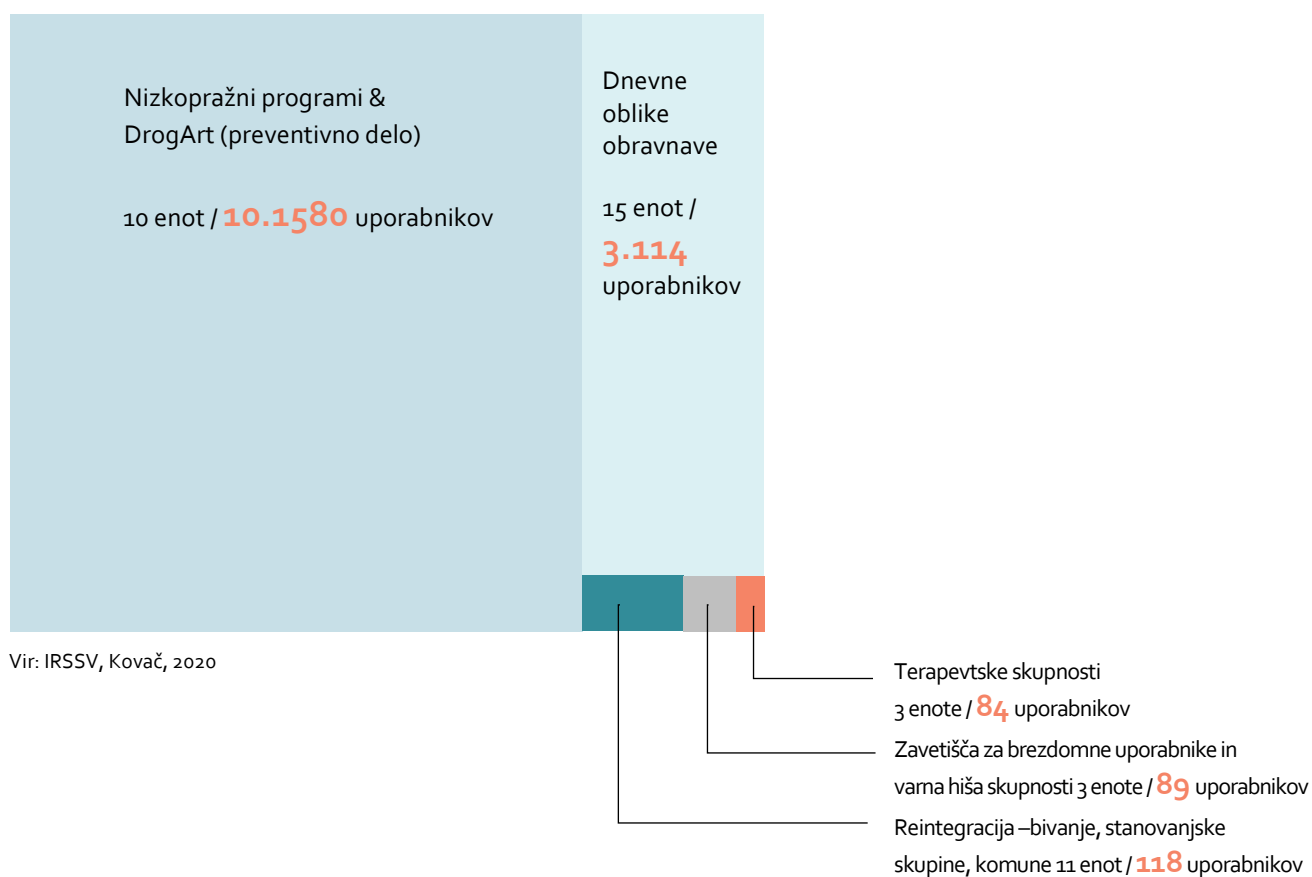 Nizkopražni programi &
DrogArt (preventivno delo)
10 enot / 10.1580 uporabnikov
Dnevne
oblike
obravnave
15 enot /
3.114
uporabnikov
Vir: IRSSV, Kovač, 2020
Terapevtske skupnosti
3 enote / 84 uporabnikov
Zavetišča za brezdomne uporabnike in
varna hiša skupnosti 3 enote / 89 uporabnikov
Reintegracija –bivanje, stanovanjske
skupine, komune 11 enot / 118 uporabnikov